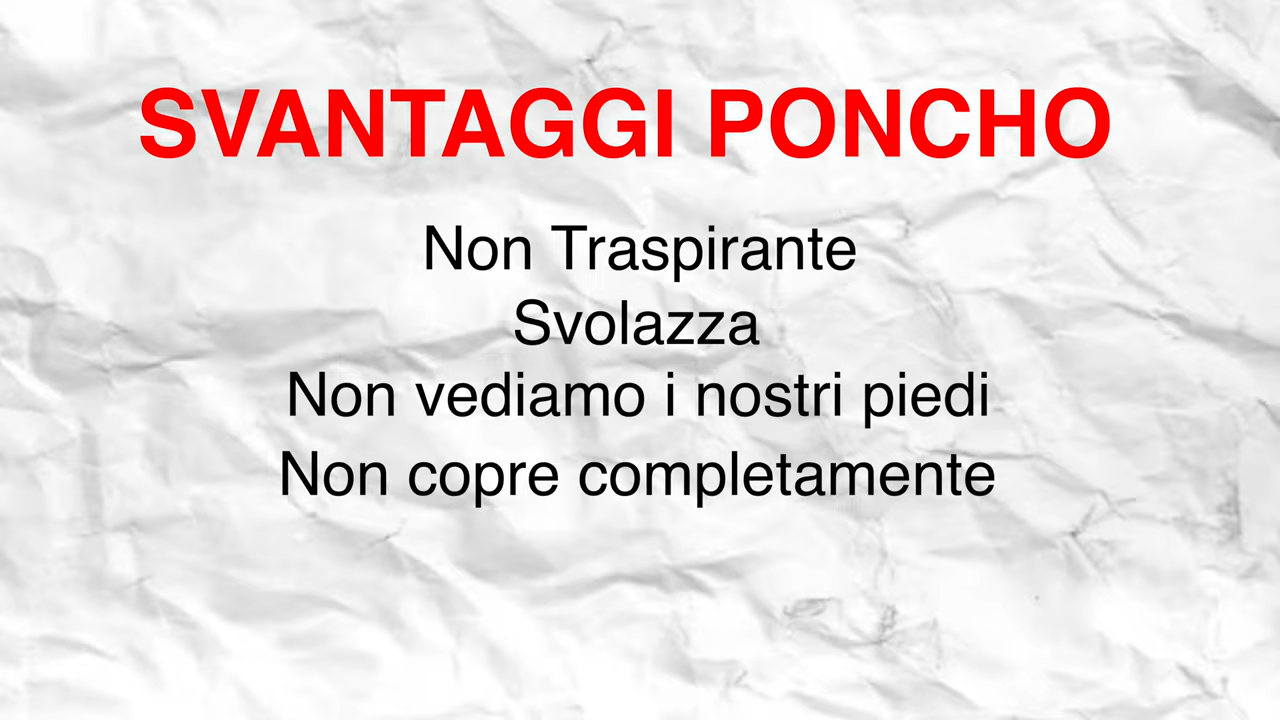 SVANTAGGI PONCHO
Non Traspirante
Svolazza
Non vediamo i nostri piedi
Non copre completamente